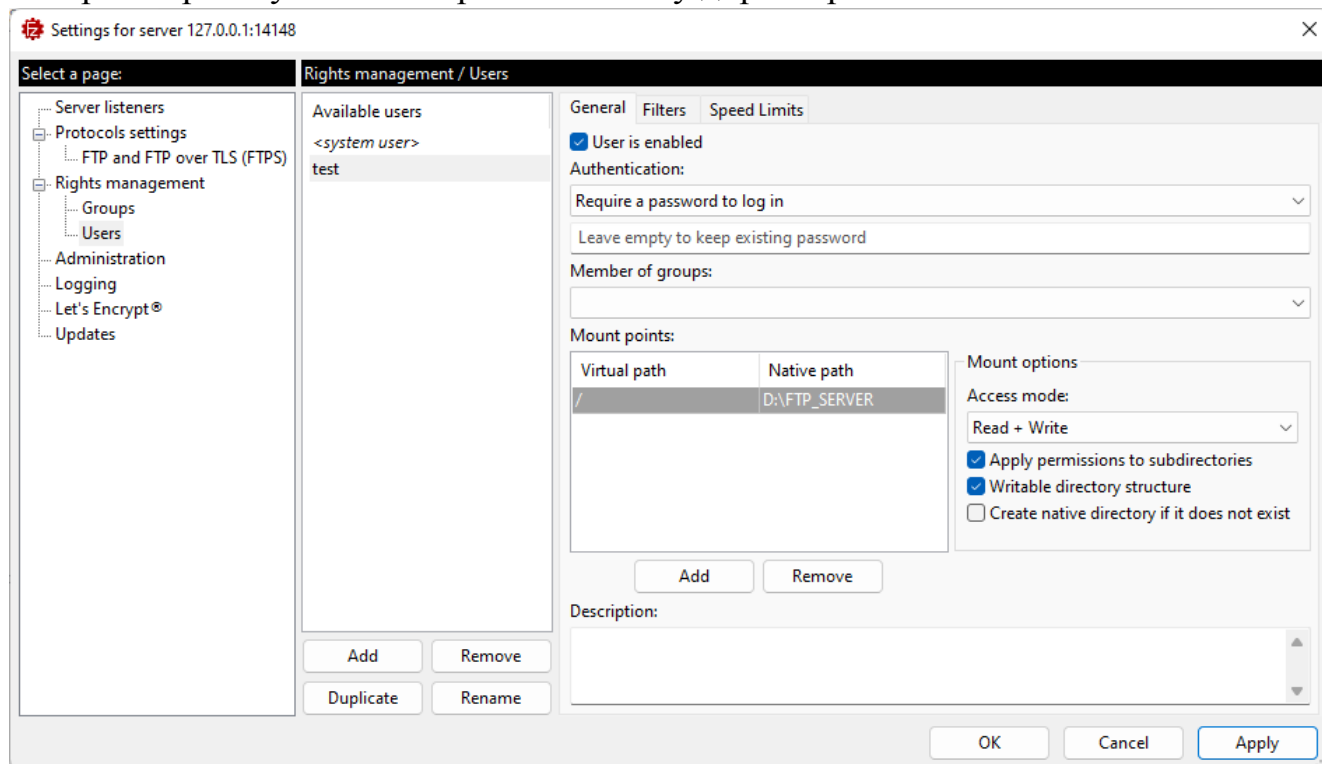 Settings for server 127.0.0.1:14148
Select a page:
Server listeners
Protocols settings
FTP and FTP over TLS (FTPS)
Rights management
Groups
Users
Administration
Logging
Let's Encrypt®
Updates
Rights management / Users
Available users
<system user>
test
Add Remove
Duplicate Rename
General Filters Speed Limits
User is enabled
Authentication:
Require a password to log in
Leave empty to keep existing password
Member of groups:
Mount points:
Virtual path Native path
/ D:\FTP_SERVER
Add Remove
Mount options
Access mode:
Read + Write
Apply permissions to subdirectories
Writable directory structure
Create native directory if it does not exist
Description:
OK Cancel Apply